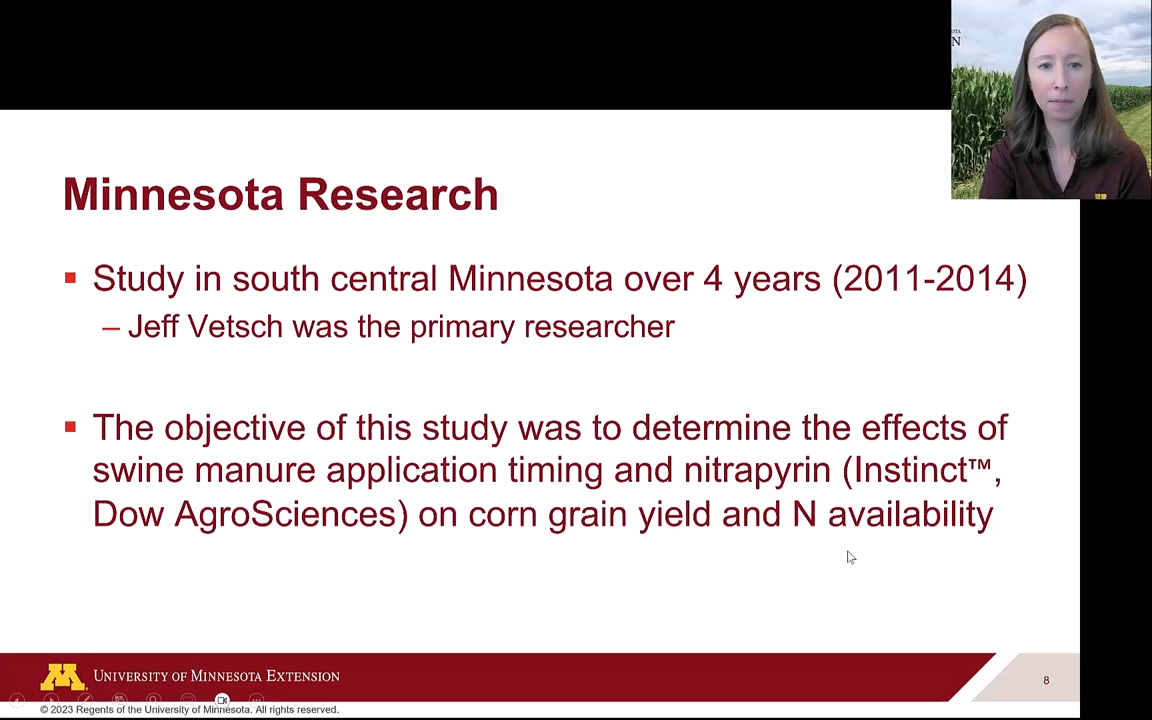 OTA
N
Minnesota Research
Study in south central Minnesota over 4 years (2011-2014)
– Jeff Vetsch was the primary researcher
The objective of this study was to determine the effects of
swine manure application timing and nitrapyrin (Instinct™,
Dow AgroSciences) on corn grain yield and N availability
M
UNIVERSITY OF MINNESOTA EXTENSION
8
© 2023 Regents of the University of Minnesota. All rights reserved.